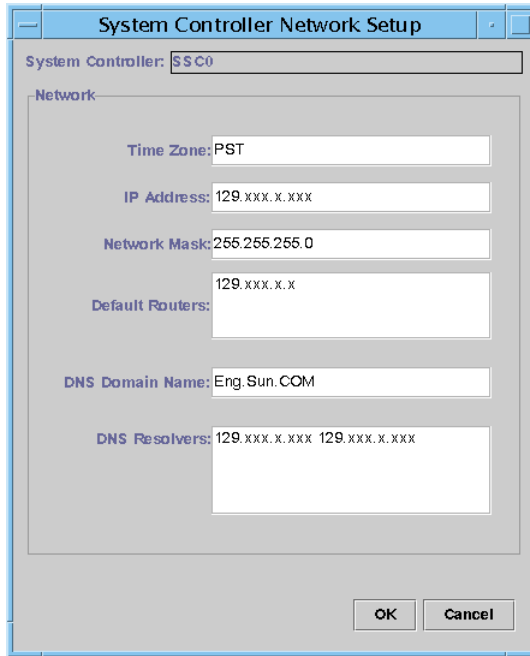 System Controller Network Setup
System Controller: SSC0
Network
Time Zone: PST
IP Address: 129.xxx.x.xxx
Network Mask: 255.255.255.0
Default Routers: 129.xxx.x.x
DNS Domain Name: Eng.Sun.COM
DNS Resolvers: 129.xxx.x.xxx 129.xxx.x.xxx
OK Cancel